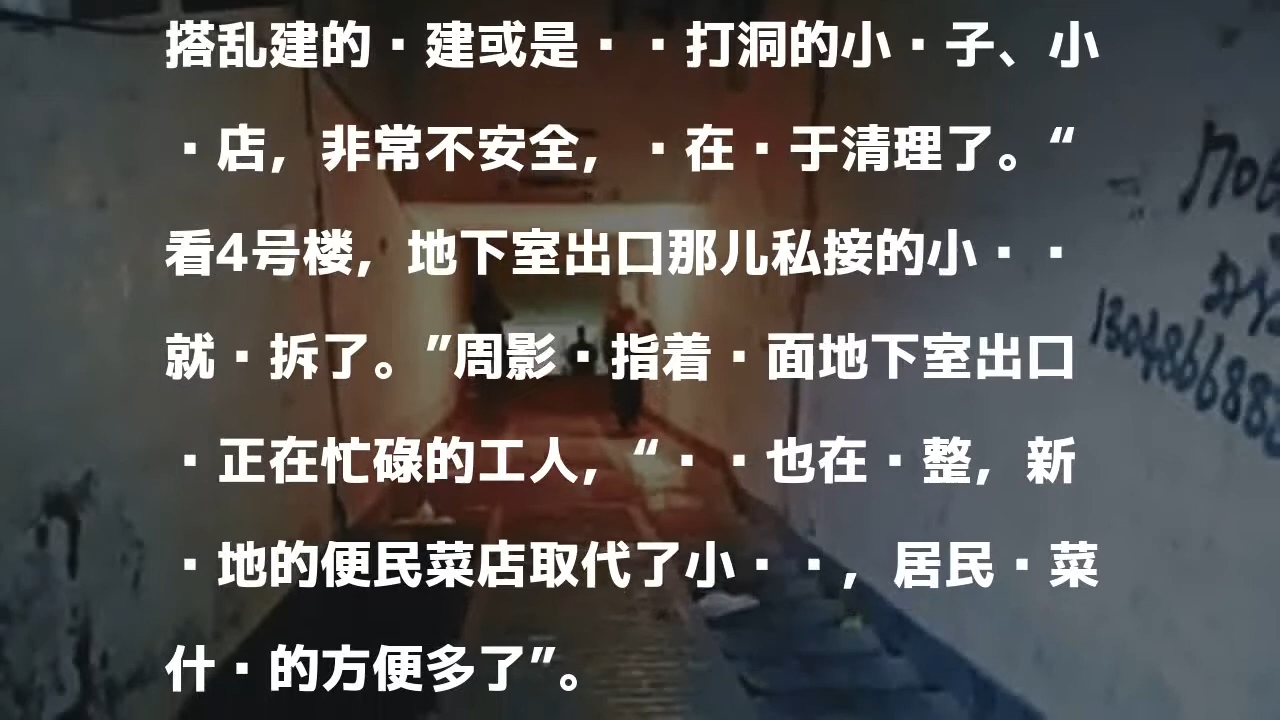 搭乱建的·建或是··打洞的小·子、小
·店，非常不安全，·在·于清理了。“
看4号楼，地下室出口那儿私接的小··
就·拆了。”周影·指着·面地下室出口
·正在忙碌的工人，“··也在·整，新
·地的便民菜店取代了小··，居民·菜
什·的方便多了”。